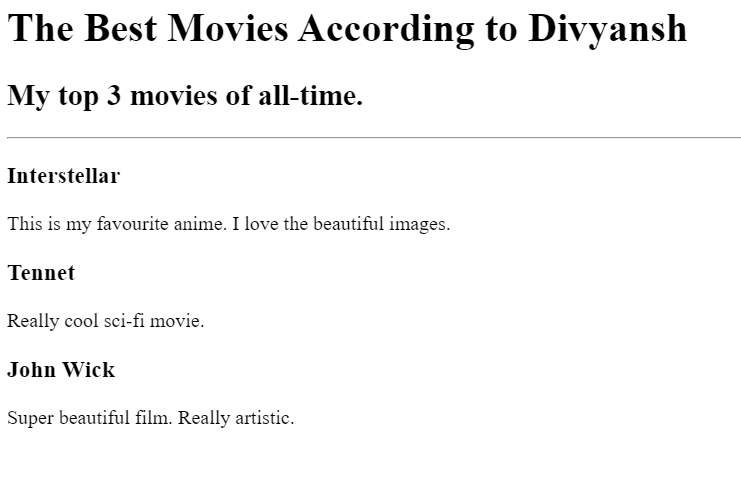 The Best Movies According to Divyansh
My top 3 movies of all-time.
Interstellar
This is my favourite anime. I love the beautiful images.
Tennet
Really cool sci-fi movie.
John Wick
Super beautiful film. Really artistic.